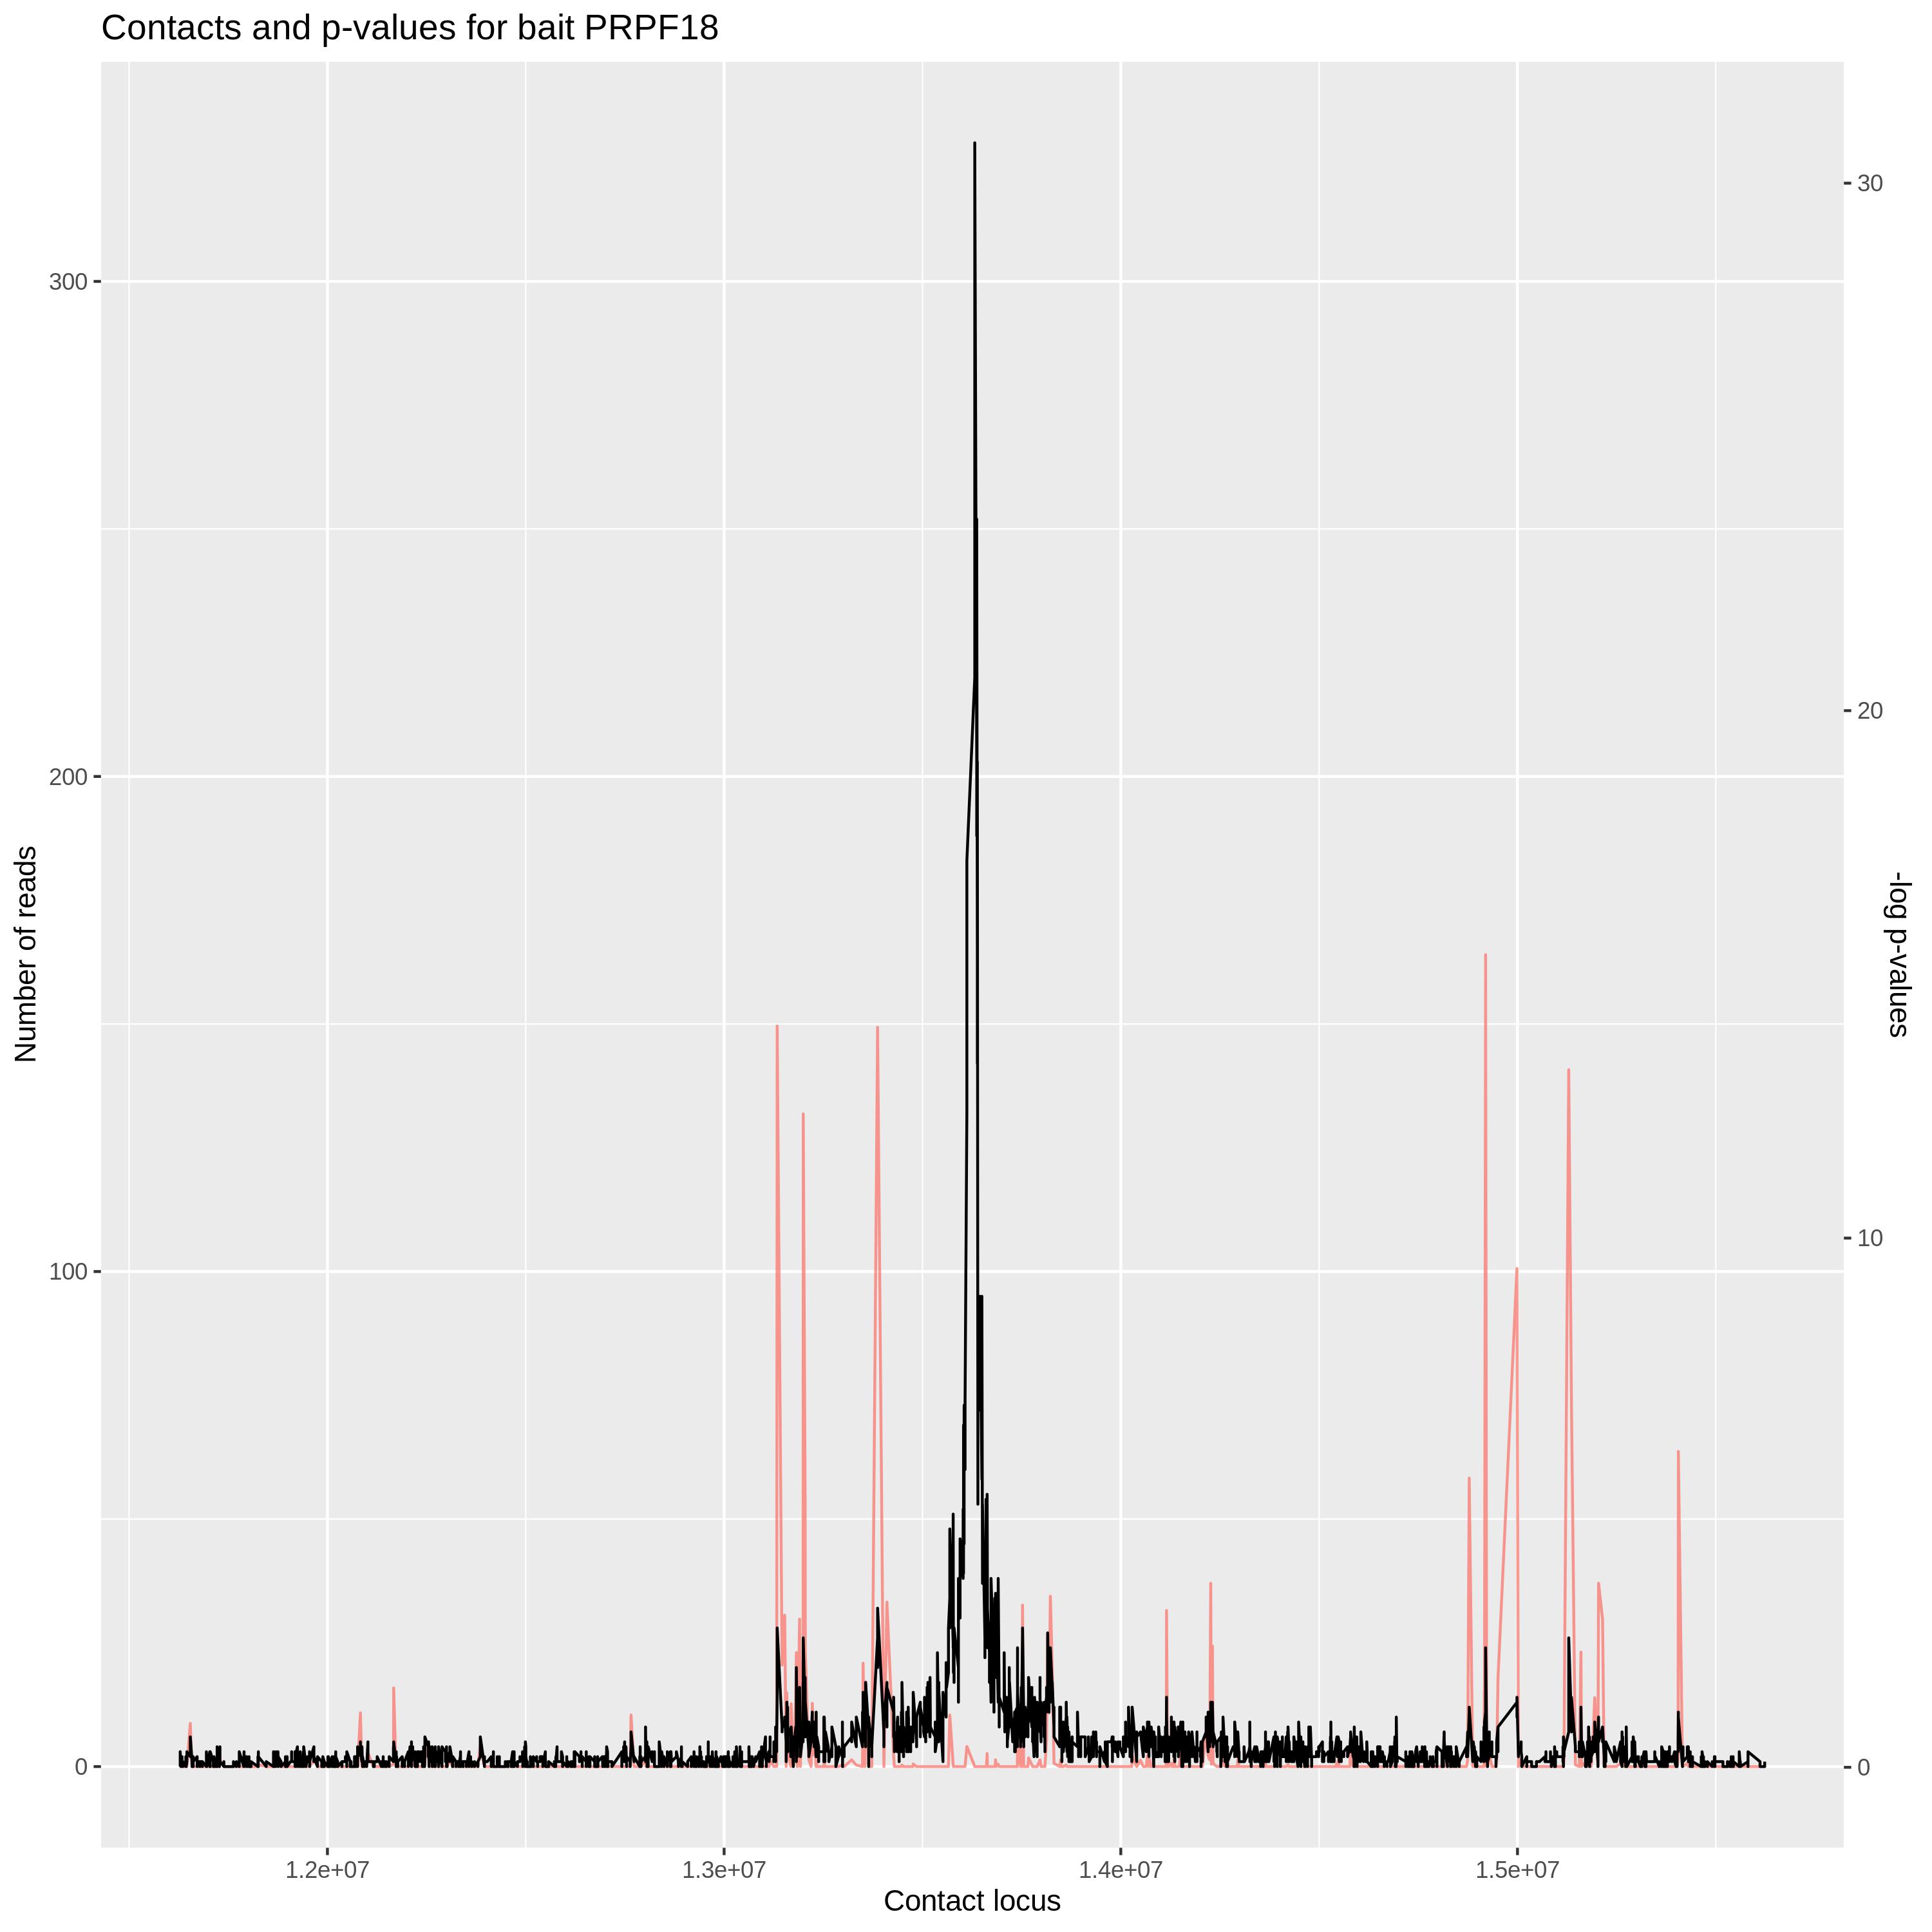 Contacts and p-values for bait PRPF18
300
200
100
0
Number of reads
30
20
10
0
-log p-values
1.2e+07
1.3e+07
1.4e+07
1.5e+07
Contact locus